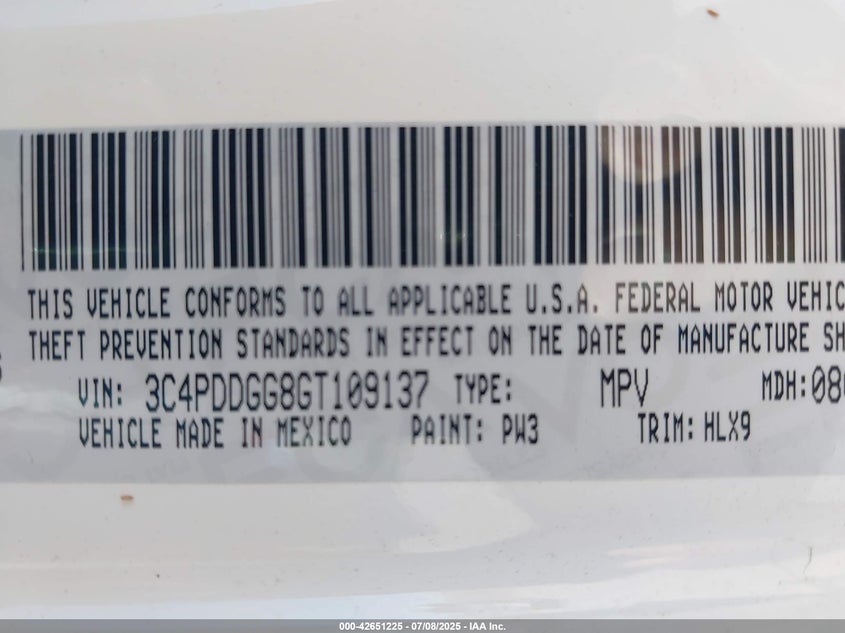 THIS VEHICLE CONFORMS TO ALL APPLICABLE U.S.A. FEDERAL MOTOR VEHIC
THEFT PREVENTION STANDARDS IN EFFECT ON THE DATE OF MANUFACTURE SH
VIN: 3C4PDDGG8GT109137 TYPE: MPV MDH:08
VEHICLE MADE IN MEXICO PAINT: PW3 TRIM: HLX9
000-42651225 - 07/08/2025 - IAA Inc.